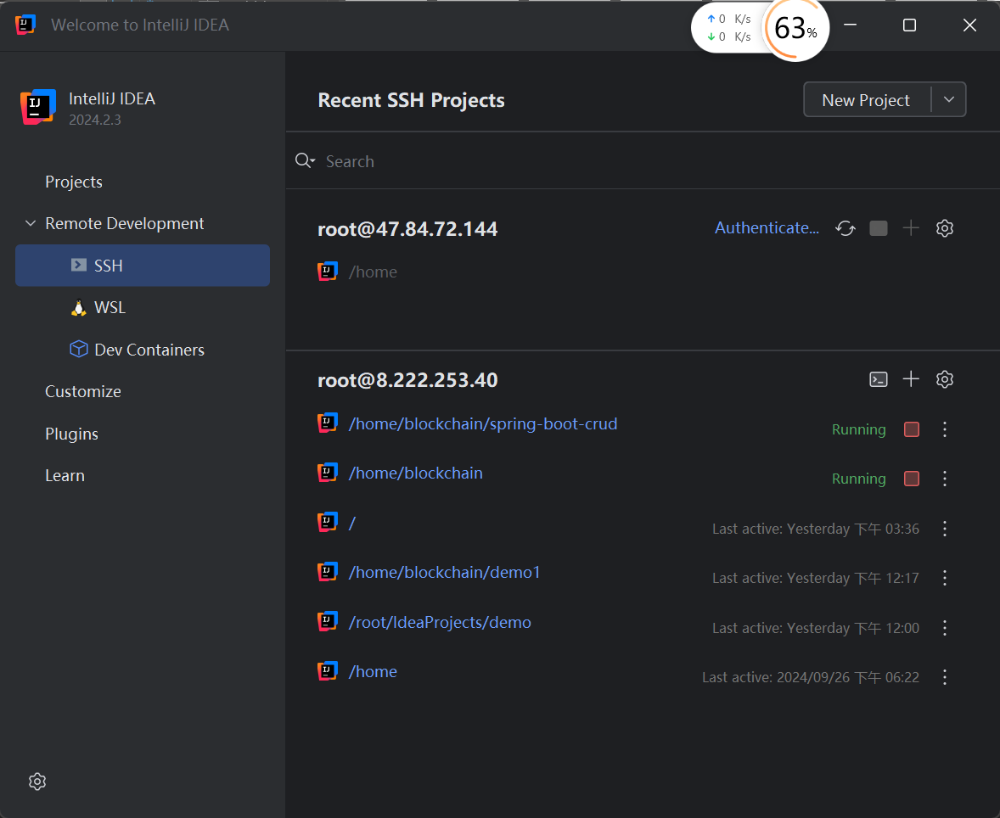 Welcome to IntelliJ IDEA
0 K/s
0 K/s
63%
IntelliJ IDEA
2024.2.3
Projects
Remote Development
SSH
WSL
Dev Containers
Customize
Plugins
Learn
Recent SSH Projects
New Project
Search
root@47.84.72.144
Authenticate...
/home
root@8.222.253.40
/home/blockchain/spring-boot-crud
Running
/home/blockchain
Running
/
Last active: Yesterday 下午 03:36
/home/blockchain/demo1
Last active: Yesterday 下午 12:17
/root/IdeaProjects/demo
Last active: Yesterday 下午 12:00
/home
Last active: 2024/09/26 下午 06:22